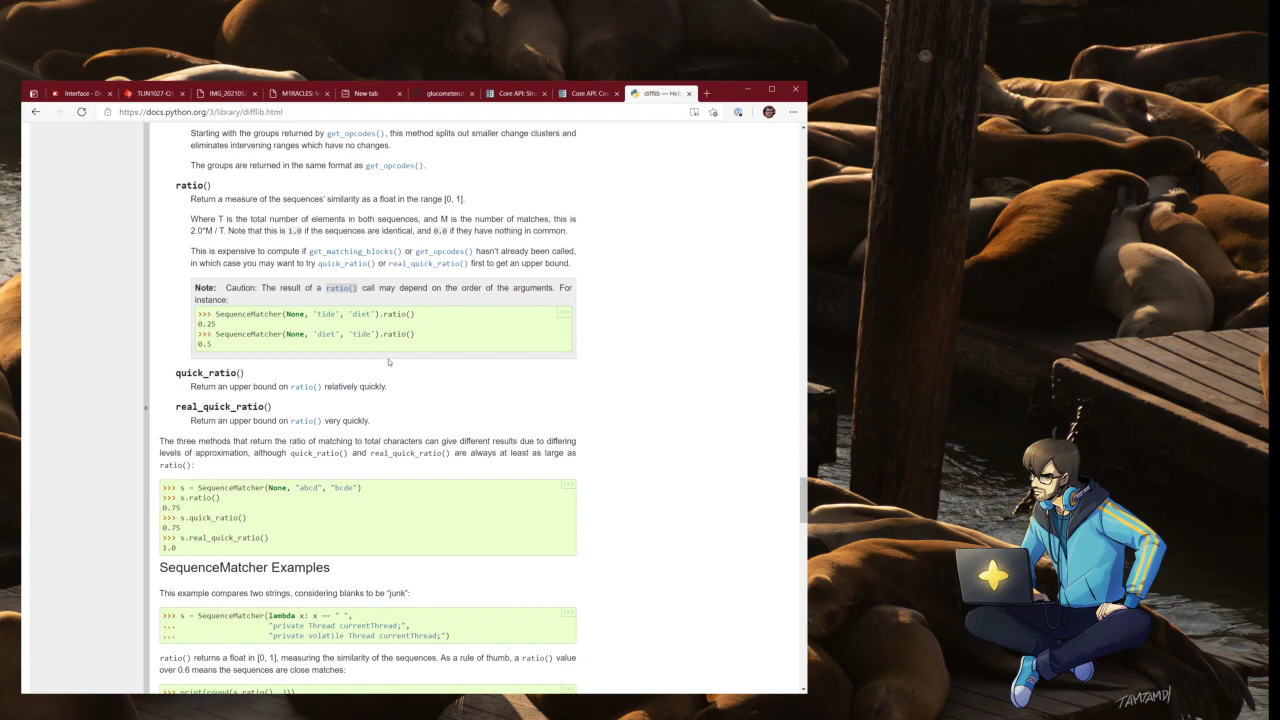 Interface - D
TLIN1027-Q1
IMG_202105
M1RACLES: M
New tab
glucometeru
Core API: Str
Core API: Con
difflib — Hel
https://docs.python.org/3/library/difflib.html
Starting with the groups returned by get_opcodes(), this method splits out smaller change clusters and
eliminates intervening ranges which have no changes.
The groups are returned in the same format as get_opcodes().
ratio()
Return a measure of the sequences' similarity as a float in the range [0, 1].
Where T is the total number of elements in both sequences, and M is the number of matches, this is
2.0*M / T. Note that this is 1.0 if the sequences are identical, and 0.0 if they have nothing in common.
This is expensive to compute if get_matching_blocks() or get_opcodes() hasn't already been called,
in which case you may want to try quick_ratio() or real_quick_ratio() first to get an upper bound.
Note: Caution: The result of a ratio() call may depend on the order of the arguments. For
instance:
>>> SequenceMatcher(None, 'tide', 'diet').ratio()
>>>
0.25
>>> SequenceMatcher(None, 'diet', 'tide').ratio()
0.5
quick_ratio()
Return an upper bound on ratio() relatively quickly.
real_quick_ratio()
Return an upper bound on ratio() very quickly.
The three methods that return the ratio of matching to total characters can give different results due to differing
levels of approximation, although quick_ratio() and real_quick_ratio() are always at least as large as
ratio():
>>> s = SequenceMatcher(None, "abcd", "bcde")
>>>
>>> s.ratio()
0.75
>>> s.quick_ratio()
0.75
>>> s.real_quick_ratio()
1.0
SequenceMatcher Examples
This example compares two strings, considering blanks to be "junk":
>>> s = SequenceMatcher(lambda x: x == " ",
>>>
... "private Thread currentThread;",
... "private volatile Thread currentThread;")
ratio() returns a float in [0, 1], measuring the similarity of the sequences. As a rule of thumb, a ratio() value
over 0.6 means the sequences are close matches:
>>> print(round(s.ratio(), 3))
>>>
TAMTAMDI